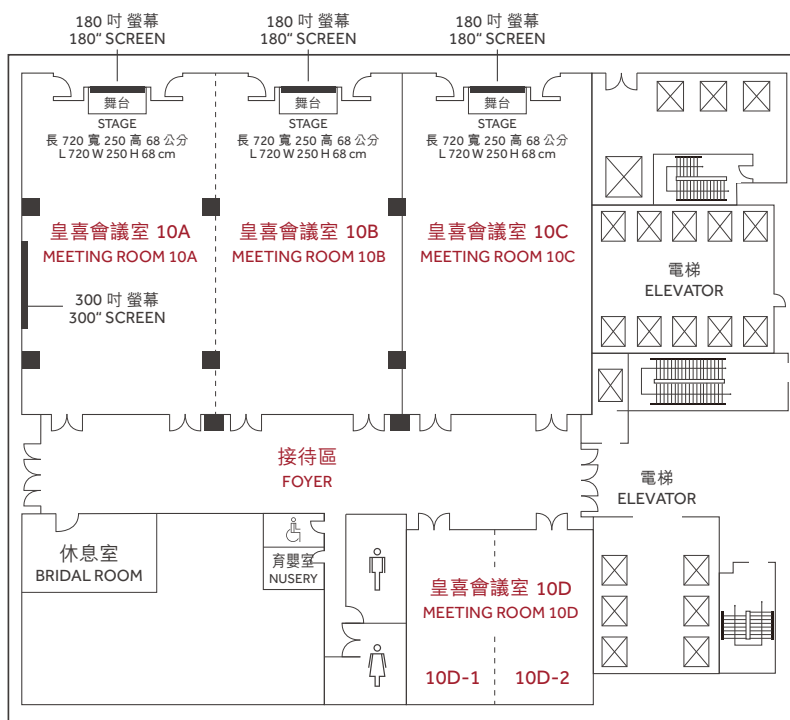 180 吋 螢幕
180“ SCREEN
180 吋 螢幕
180“ SCREEN
180 吋 螢幕
180“ SCREEN
舞台
STAGE
長 720 寬 250 高 68 公分
L 720 W 250 H 68 cm
舞台
STAGE
長 720 寬 250 高 68 公分
L 720 W 250 H 68 cm
舞台
STAGE
長 720 寬 250 高 68 公分
L 720 W 250 H 68 cm
皇喜會議室 10A
MEETING ROOM 10A
皇喜會議室 10B
MEETING ROOM 10B
皇喜會議室 10C
MEETING ROOM 10C
電梯
ELEVATOR
300 吋 螢幕
300“ SCREEN
接待區
FOYER
電梯
ELEVATOR
休息室
BRIDAL ROOM
育嬰室
NUSERY
皇喜會議室 10D
MEETING ROOM 10D
10D-1
10D-2